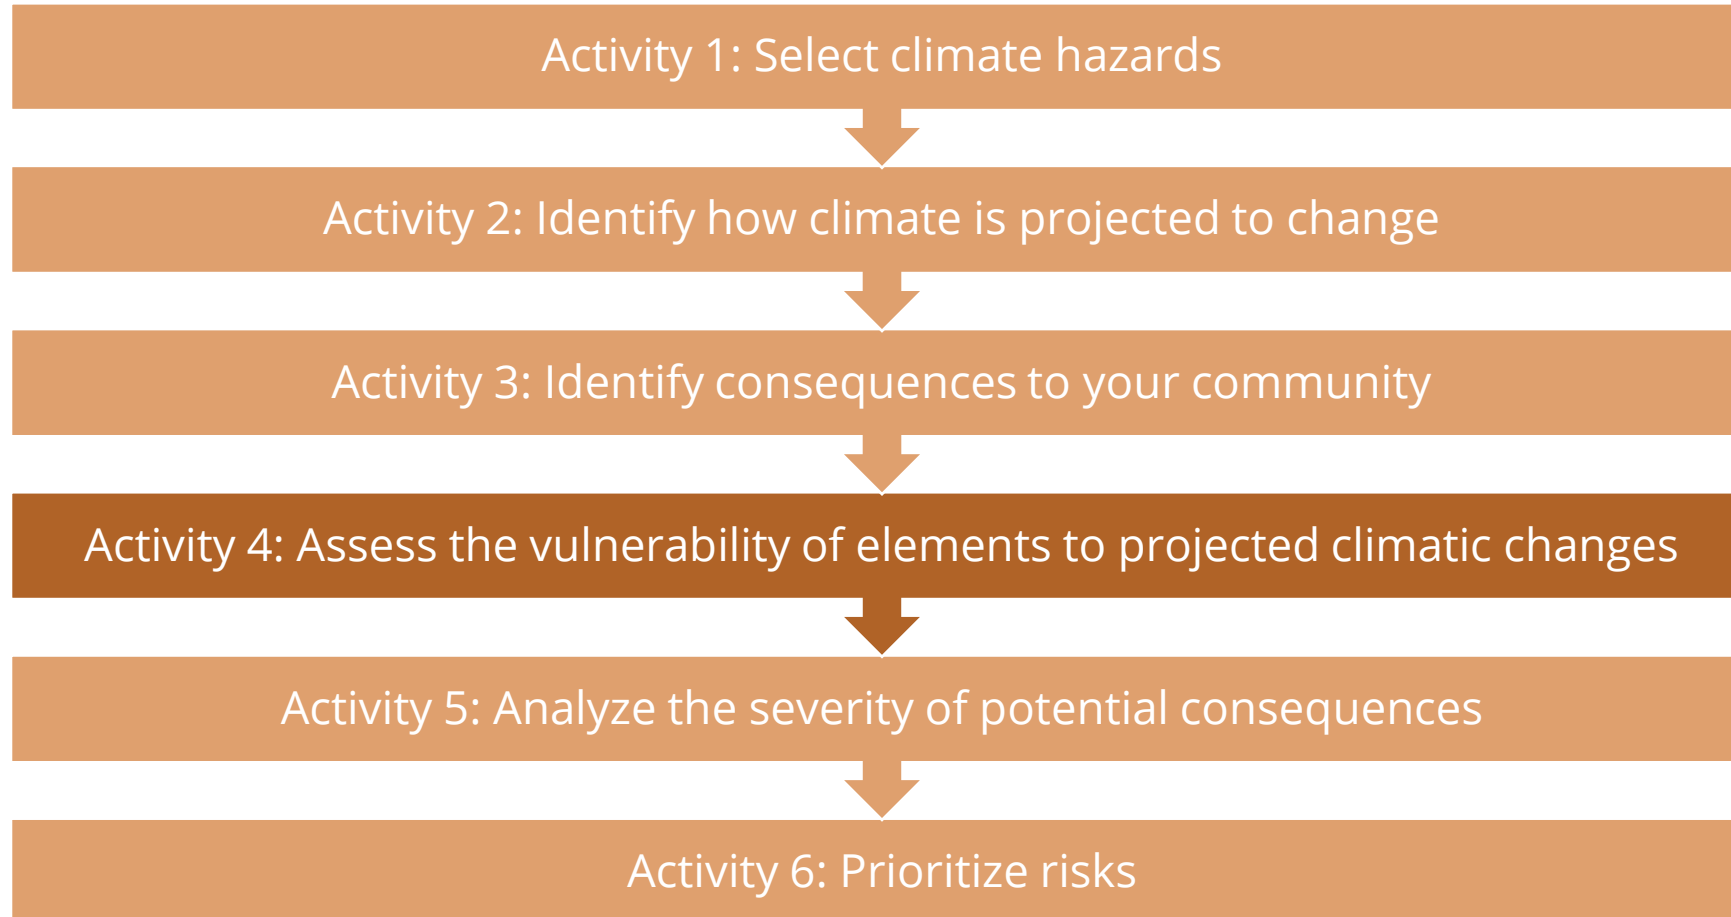 Activity 1: Select climate hazards
Activity 2: Identify how climate is projected to change
Activity 3: Identify consequences to your community
Activity 4: Assess the vulnerability of elements to projected climatic changes
Activity 5: Analyze the severity of potential consequences
Activity 6: Prioritize risks